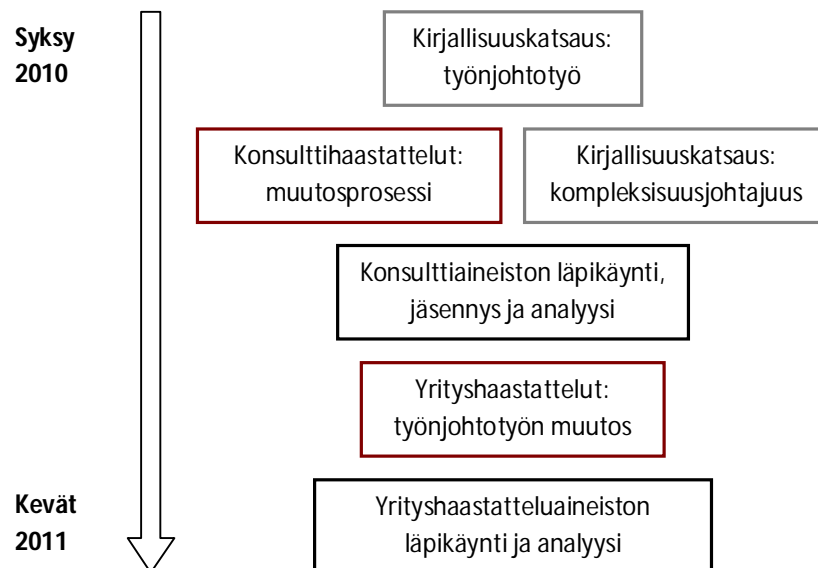 Syksy
2010
Kirjallisuuskatsaus:
työnjohtotyö
Konsulttihaastattelut:
muutosprosessi
Kirjallisuuskatsaus:
kompleksisuusjohtajuus
Konsulttiaineiston läpikäynti,
jäsennys ja analyysi
Yrityshaastattelut:
työnjohtotyön muutos
Kevät
2011
Yrityshaastatteluaineiston
läpikäynti ja analyysi